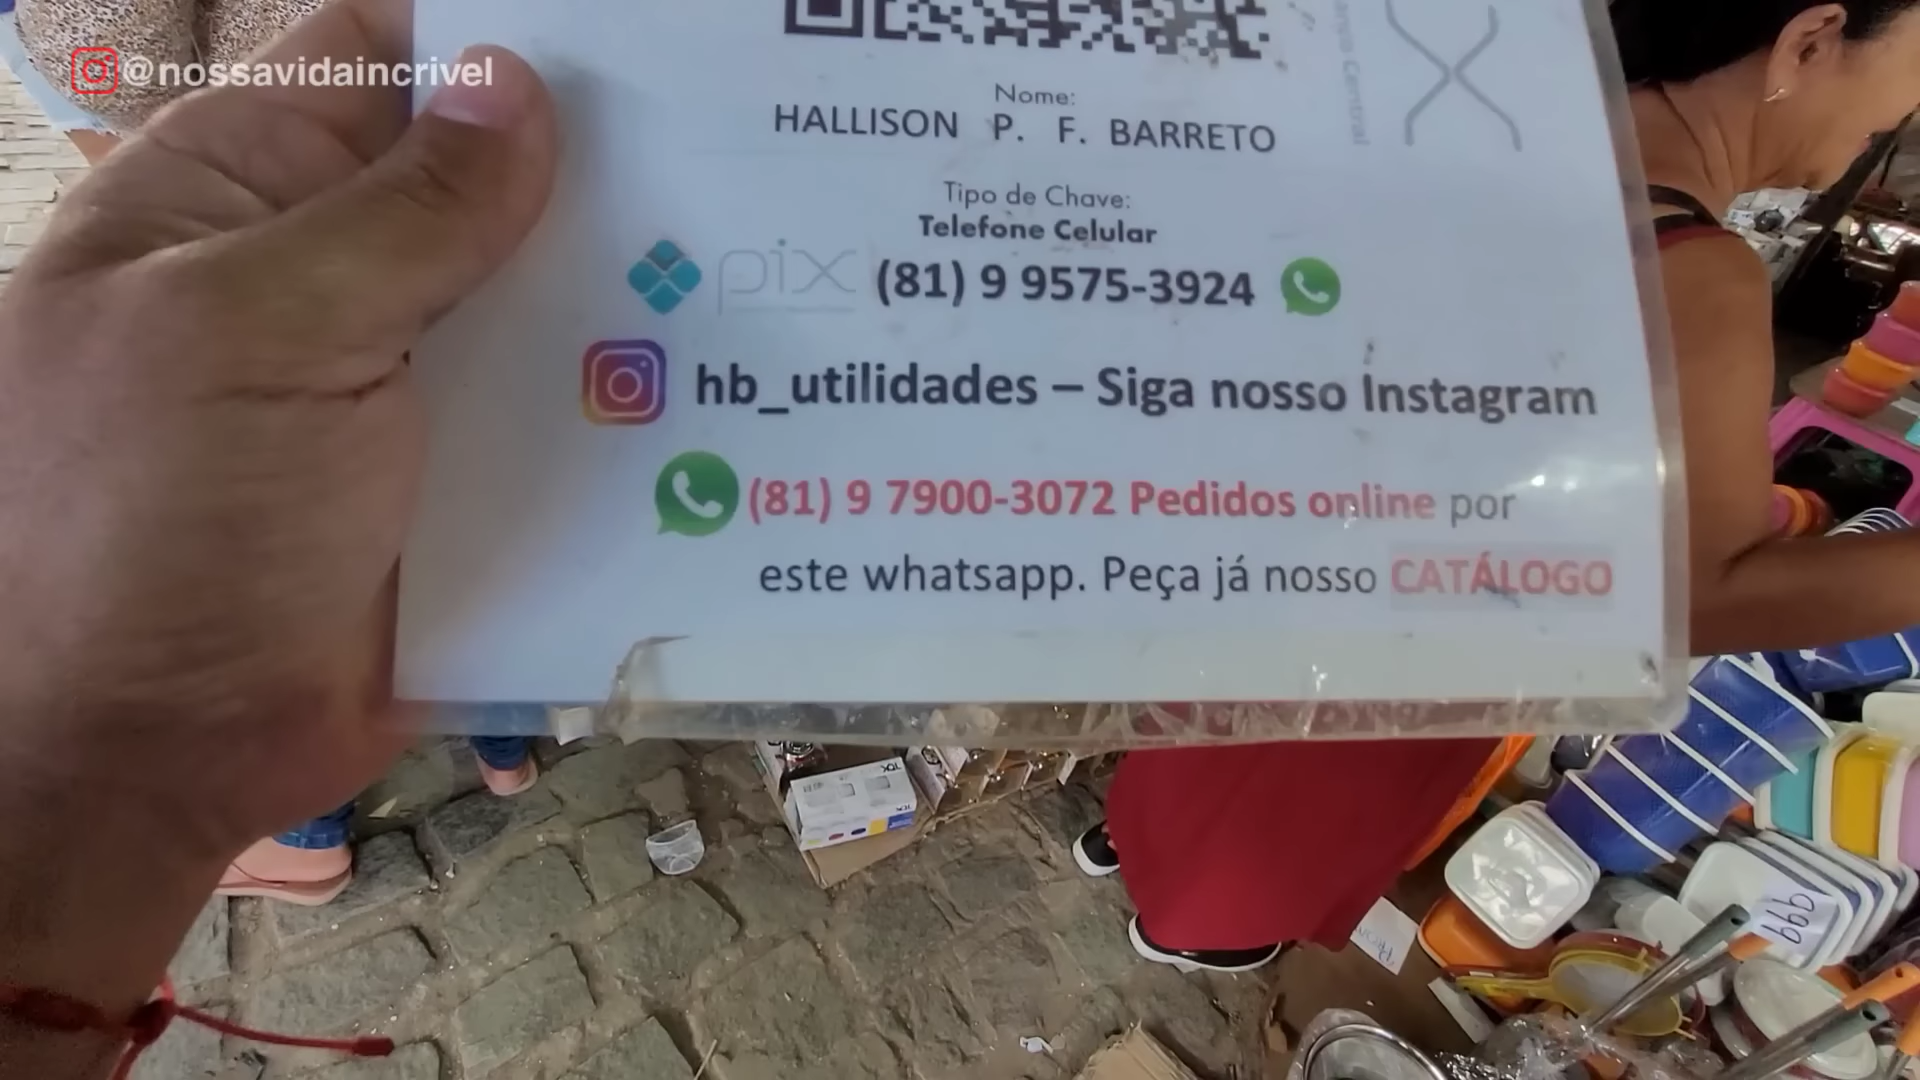 @nossavidaincrivel
Nome:
HALLISON P. F. BARRETO
Tipo de Chave:
Telefone Celular
pix (81) 9 9575-3924
hb_utilidades – Siga nosso Instagram
(81) 9 7900-3072 Pedidos online por
este whatsapp. Peça já nosso CATÁLOGO
Central
999